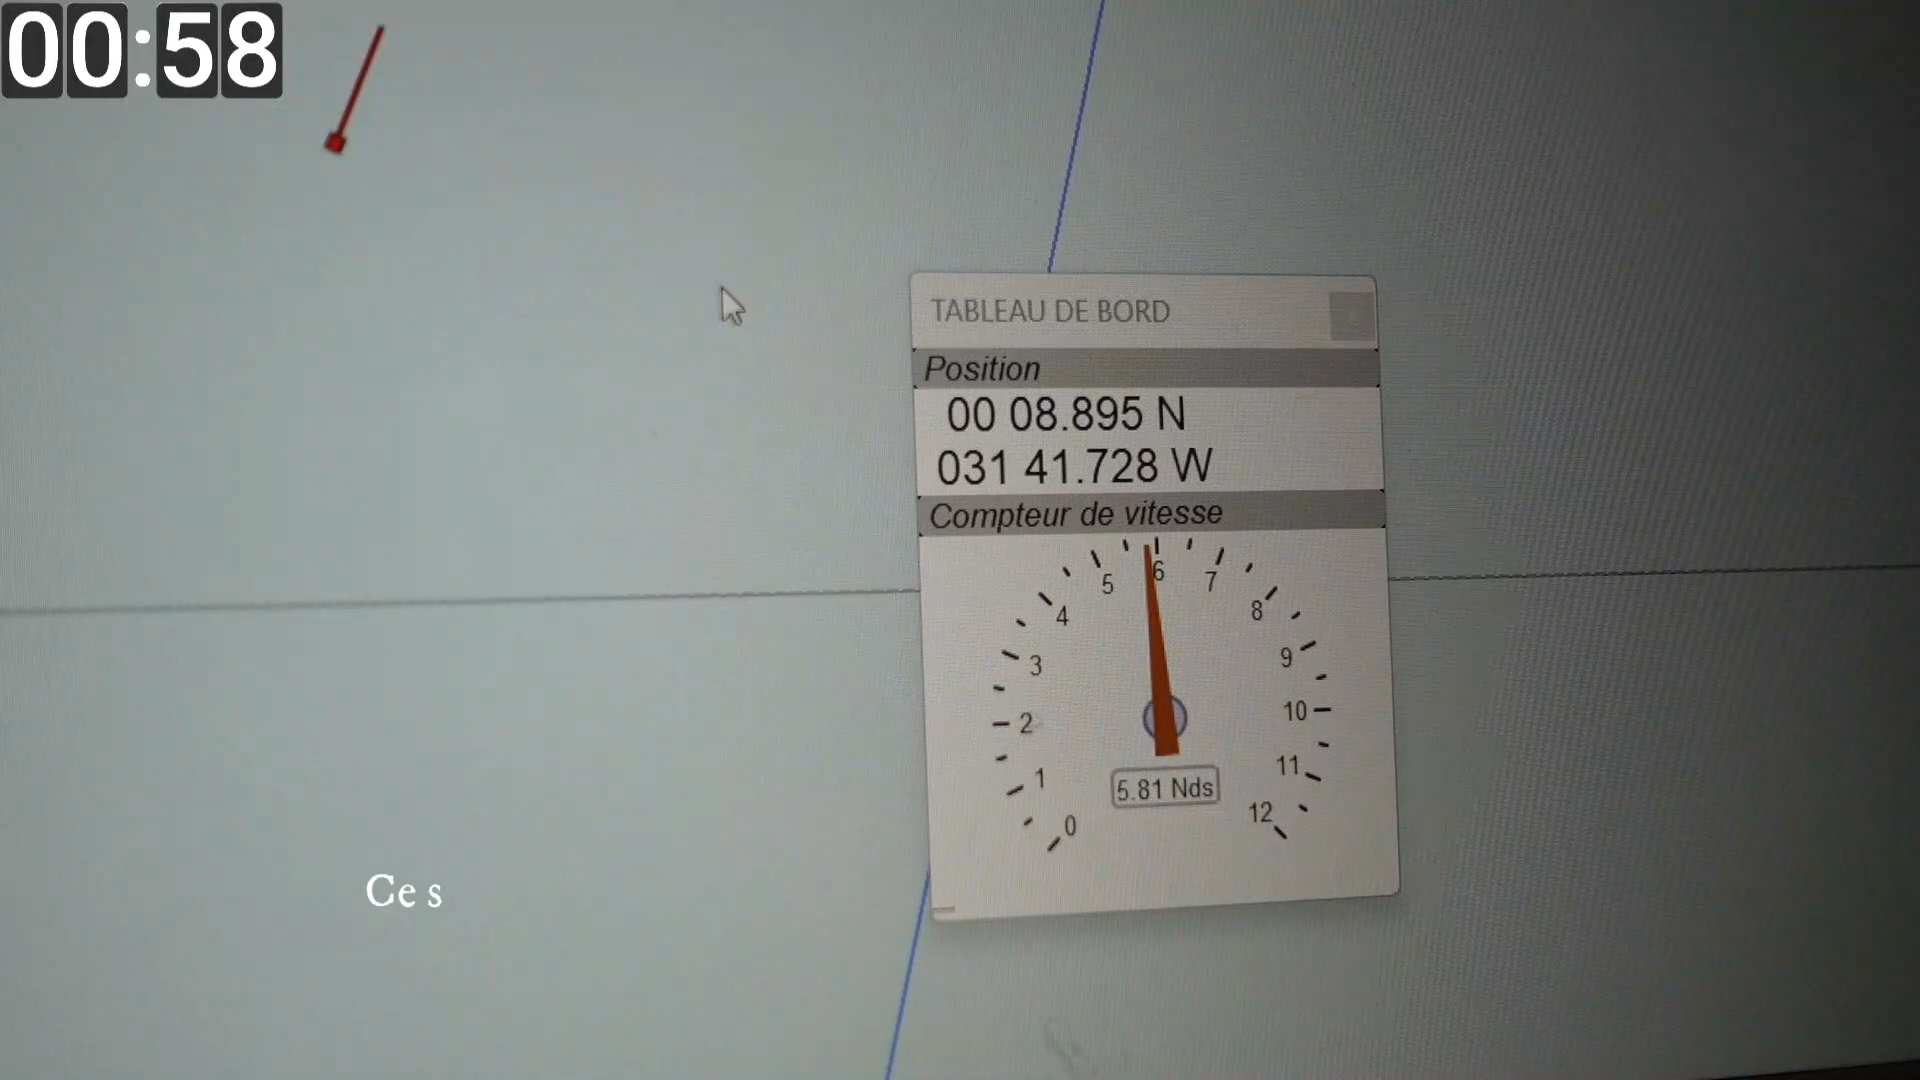 00:58
TABLEAU DE BORD
Position
00 08.895 N
031 41.728 W
Compteur de vitesse
0 1 2 3 4 5 6 7 8 9 10 11 12
5.81 Nds
Ce s